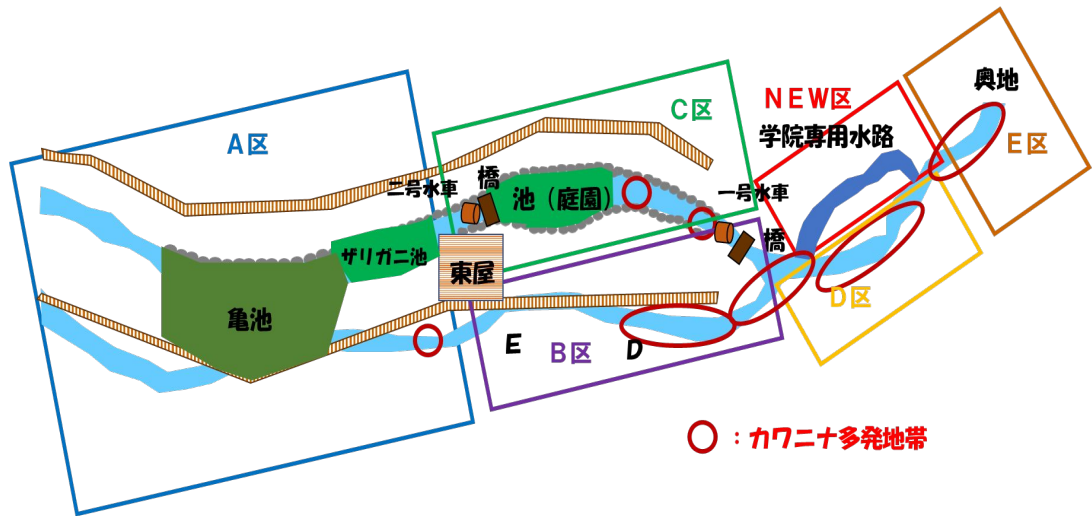 奥地
NEW区
C区
A区
学院専用水路
E区
橋
二号水車
一号水車
池（庭園）
橋
ザリガニ池
東屋
D区
亀池
E
B区
D
：カワニナ多発地帯